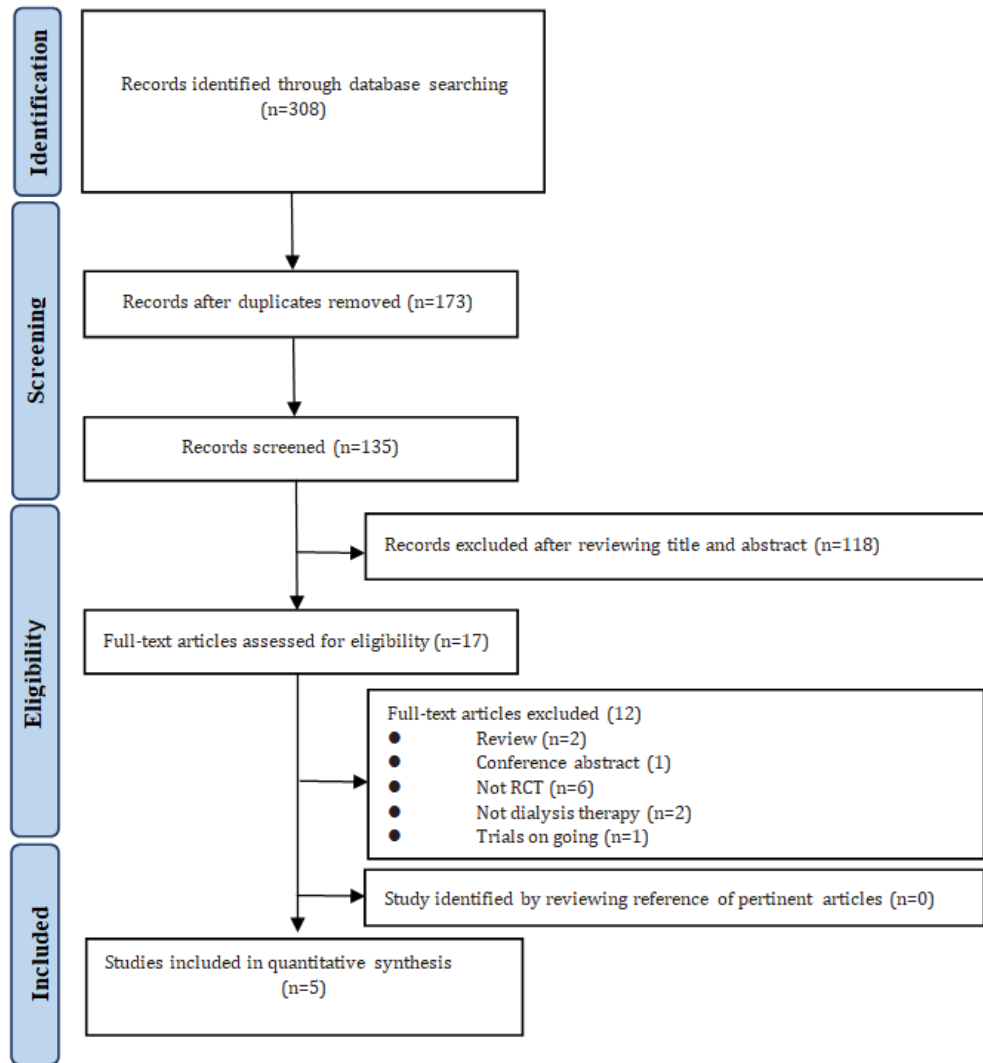 Identification
Records identified through database searching
(n=308)
Screening
Records after duplicates removed (n=173)
Records screened (n=135)
Eligibility
Records excluded after reviewing title and abstract (n=118)
Full-text articles assessed for eligibility (n=17)
Full-text articles excluded (12)
● Review (n=2)
● Conference abstract (1)
● Not RCT (n=6)
● Not dialysis therapy (n=2)
● Trials on going (n=1)
Included
Study identified by reviewing reference of pertinent articles (n=0)
Studies included in quantitative synthesis
(n=5)